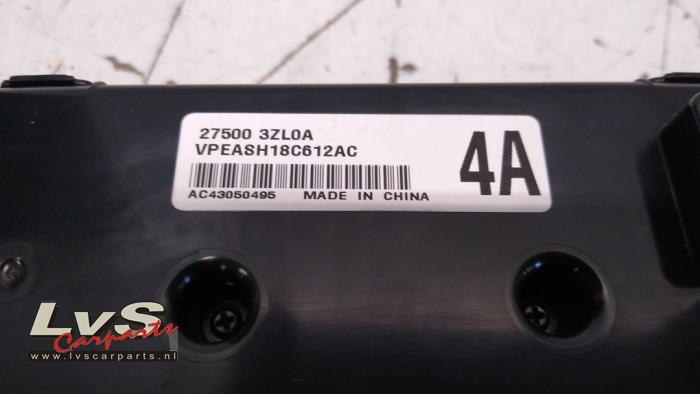 27500 3ZL0A
VPEASH18C612AC
4A
AC43050495 MADE IN CHINA
LvS
Carparts
www.lvscarparts.nl